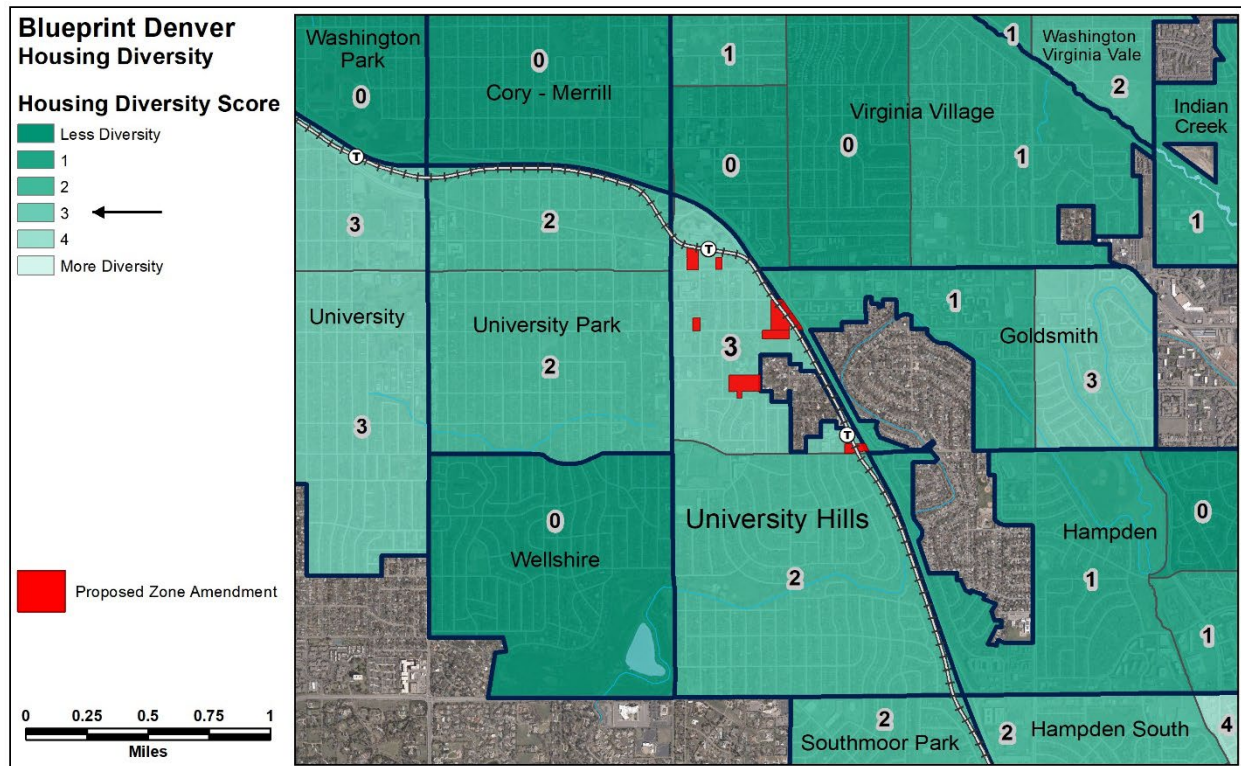 Blueprint Denver
Housing Diversity
Housing Diversity Score
Less Diversity
1
2
3
4
More Diversity
Proposed Zone Amendment
0 0.25 0.5 0.75 1
Miles
Washington
Park
0
0
Cory - Merrill
1
1
Washington
Virginia Vale
2
Virginia Village
0
0
1
Indian
Creek
1
3
2
T
T
University
University Park
2
3
3
1
Goldsmith
3
T
0
Wellshire
University Hills
2
Hampden
0
1
1
2
Southmoor Park
2
Hampden South
4